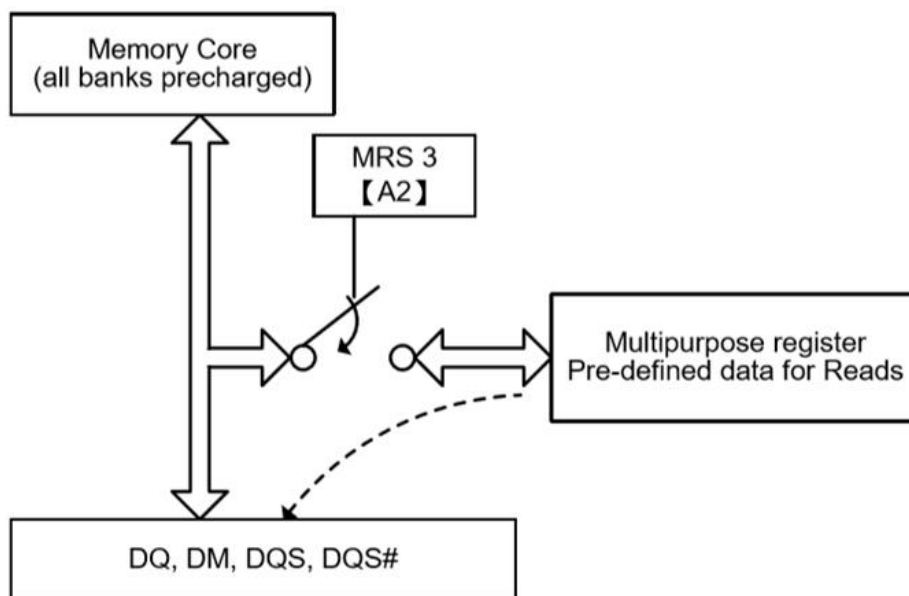 Memory Core
(all banks precharged)
MRS 3
【A2】
Multipurpose register
Pre-defined data for Reads
DQ, DM, DQS, DQS#